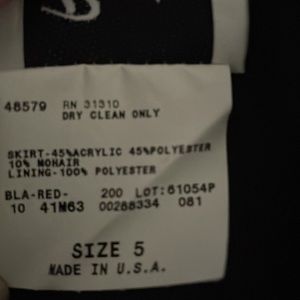 48579 RN 31310
DRY CLEAN ONLY
SKIRT-45%ACRYLIC 45%POLYESTER
10% MOHAIR
LINING-100% POLYESTER
BLA-RED- 200 LOT:61054P
10 41M63 00288334 081
SIZE 5
MADE IN U.S.A.